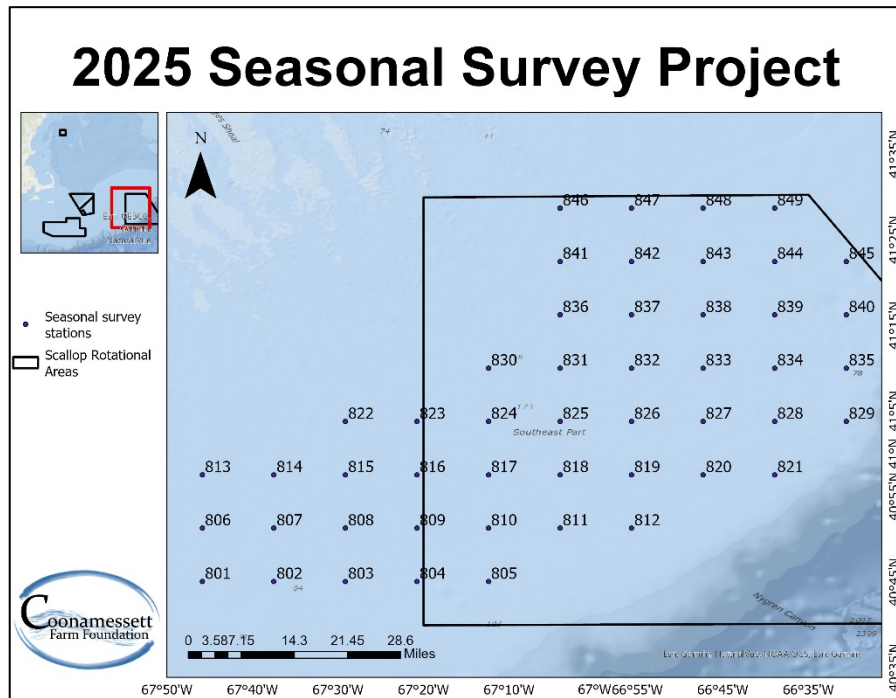 2025 Seasonal Survey Project
N
74
Southeast Part
Nygren Canyon
Seasonal survey
stations
Scallop Rotational
Areas
846 847 848 849
841 842 843 844 845
836 837 838 839 840
830 831 832 833 834 835
78
822 823 824 825 826 827 828 829
813 814 815 816 817 818 819 820 821
806 807 808 809 810 811 812
801 802 803 804 805
84
Coonamessett
Farm Foundation
0 3.587.15 14.3 21.45 28.6
Miles
67°50'W 67°40'W 67°30'W 67°20'W 67°10'W 67°W66°55'W 66°45'W 66°35'W
41°35'N
41°25'N
41°15'N
41°5'N
41°N
40°55'N
40°45'N